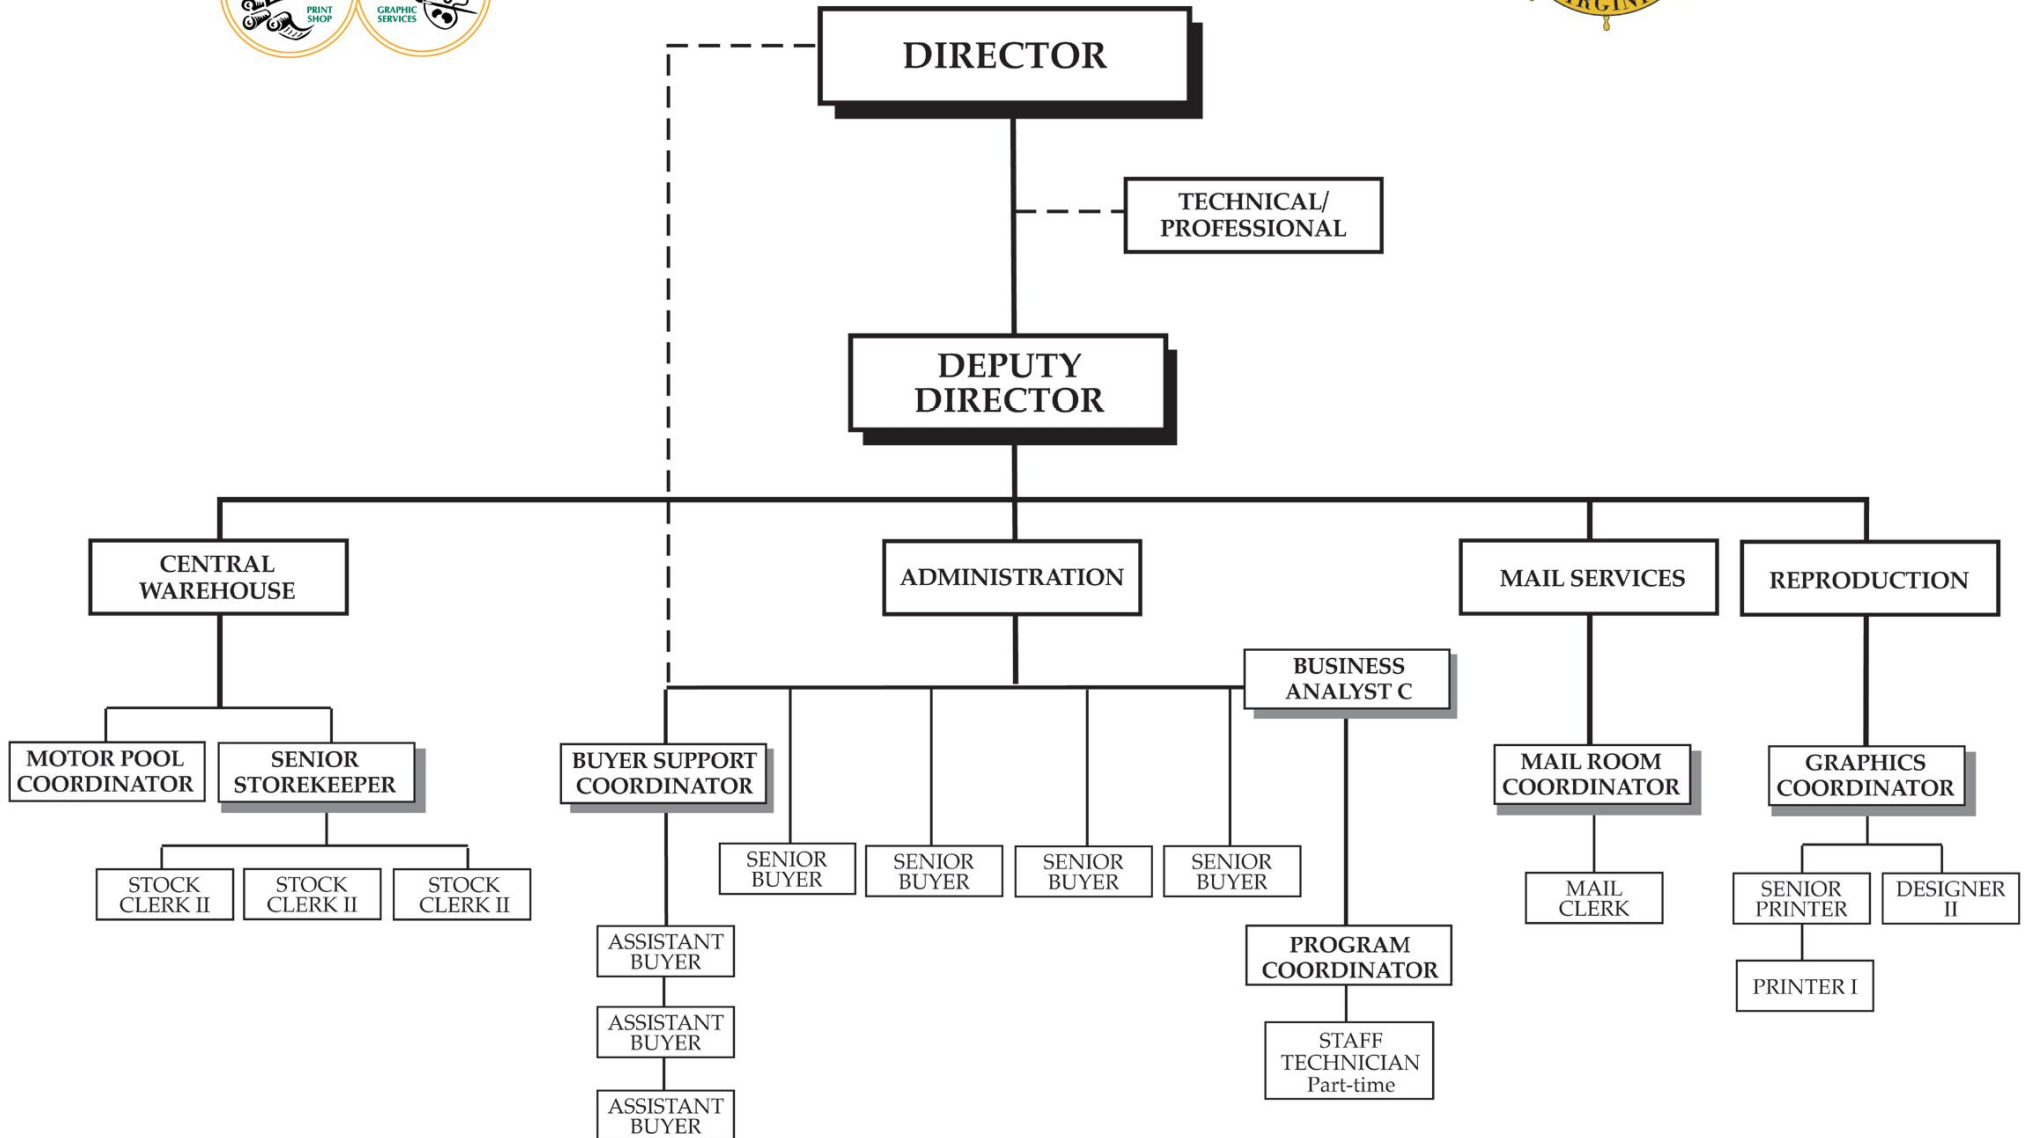 PRINT
SHOP
GRAPHIC
SERVICES
DIRECTOR
TECHNICAL/
PROFESSIONAL
DEPUTY
DIRECTOR
CENTRAL
WAREHOUSE
ADMINISTRATION
MAIL SERVICES
REPRODUCTION
BUSINESS
ANALYST C
MOTOR POOL
COORDINATOR
SENIOR
STOREKEEPER
BUYER SUPPORT
COORDINATOR
MAIL ROOM
COORDINATOR
GRAPHICS
COORDINATOR
SENIOR
BUYER
SENIOR
BUYER
SENIOR
BUYER
SENIOR
BUYER
STOCK
CLERK II
STOCK
CLERK II
STOCK
CLERK II
MAIL
CLERK
SENIOR
PRINTER
DESIGNER
II
ASSISTANT
BUYER
PROGRAM
COORDINATOR
PRINTER I
ASSISTANT
BUYER
STAFF
TECHNICIAN
Part-time
ASSISTANT
BUYER